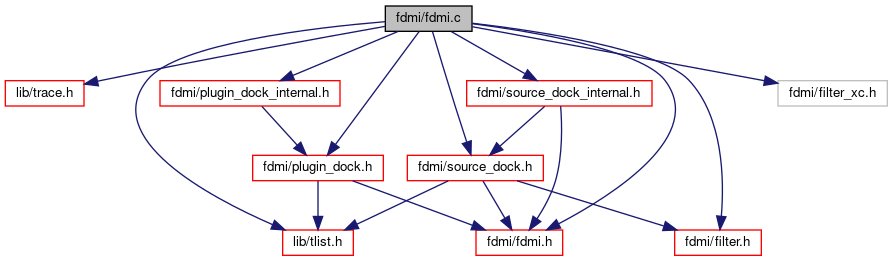 fdmi/fdmi.c
lib/trace.h
fdmi/plugin_dock_internal.h
fdmi/source_dock_internal.h
fdmi/filter_xc.h
fdmi/plugin_dock.h
fdmi/source_dock.h
lib/tlist.h
fdmi/fdmi.h
fdmi/filter.h